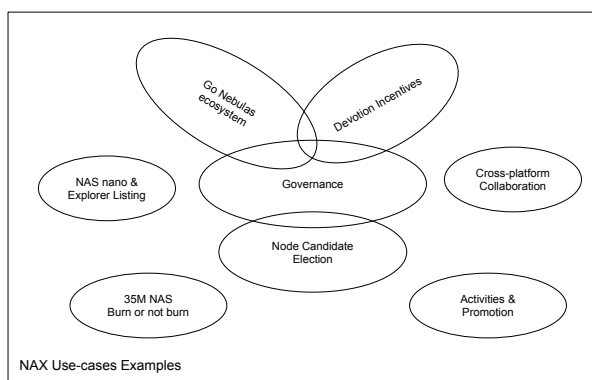 Go Nebulas
ecosystem
Devotion Incentives
NAS nano &
Explorer Listing
Governance
Cross-platform
Collaboration
Node Candidate
Election
35M NAS
Burn or not burn
Activities &
Promotion
NAX Use-cases Examples